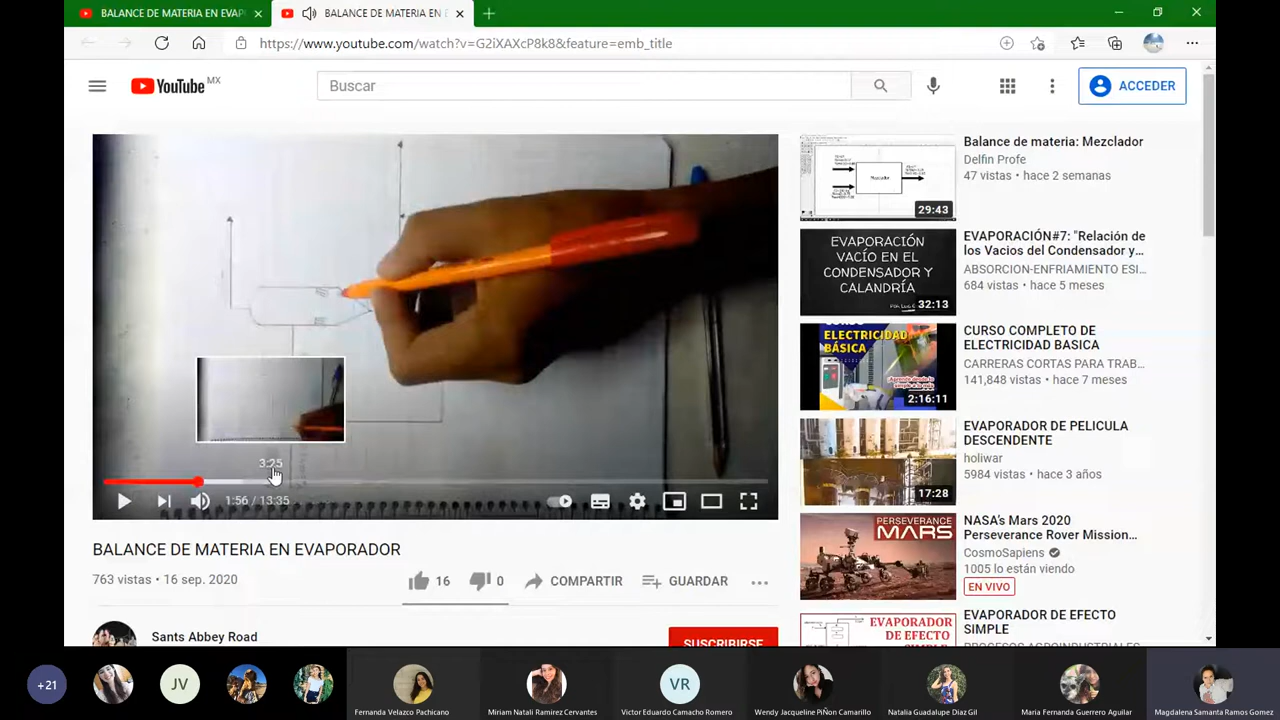 BALANCE DE MATERIA EN EVAP
BALANCE DE MATERIA EN E
https://www.youtube.com/watch?v=G2iXAXcP8k8&feature=emb_title
YouTube MX
Buscar
ACCEDER
3:25
1:56 / 13:35
BALANCE DE MATERIA EN EVAPORADOR
763 vistas • 16 sep. 2020
16
0
COMPARTIR
GUARDAR
Sants Abbey Road
SUSCRIBIRSE
Mezclador
29:43
Balance de materia: Mezclador
Delfin Profe
47 vistas • hace 2 semanas
EVAPORACIÓN
VACÍO EN EL
CONDENSADOR Y
CALANDRÍA
32:13
EVAPORACIÓN#7: "Relación de
los Vacios del Condensador y...
ABSORCION-ENFRIAMIENTO ESI...
684 vistas • hace 5 meses
CURSO
ELECTRICIDAD
BÁSICA
2:16:11
CURSO COMPLETO DE
ELECTRICIDAD BASICA
CARRERAS CORTAS PARA TRAB...
141,848 vistas • hace 7 meses
17:28
EVAPORADOR DE PELICULA
DESCENDENTE
holiwar
5984 vistas • hace 3 años
PERSEVERANCE
MARS
NASA's Mars 2020
Perseverance Rover Mission...
CosmoSapiens
1005 lo están viendo
EN VIVO
EVAPORADOR
DE EFECTO
EVAPORADOR DE EFECTO
SIMPLE
PROCESOS AGROINDUSTRIALES
+21
JV
Fernanda Velazco Pachicano
Miriam Natali Ramirez Cervantes
VR
Victor Eduardo Camacho Romero
Wendy Jacqueline Piñon Camarillo
Natalia Guadalupe Diaz Gil
Maria Fernanda Guerrero Aguilar
Magdalena Samanta Ramos Gomez